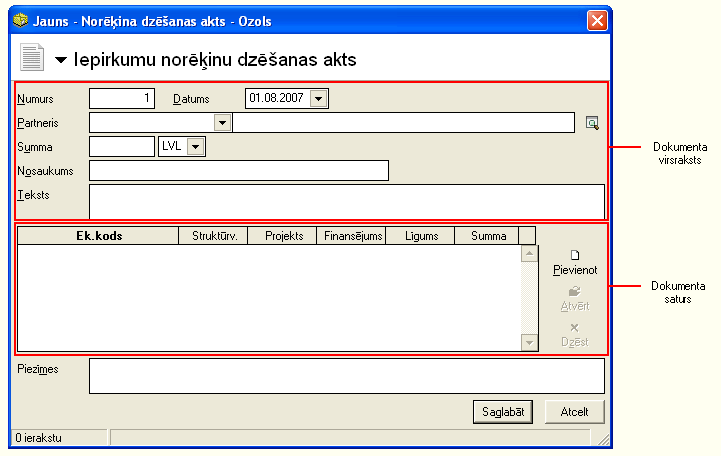 Jauns - Norēķina dzēšanas akts - Ozols
Iepirkumu norēķinu dzēšanas akts
Numurs 1 Datums 01.08.2007
Partneris
Summa LVL
Nosaukums
Teksts
Dokumenta
virsraksts
Ek.kods Struktūrv. Projekts Finansējums Līgums Summa
Pievienot
Atvērt
Dzēst
Dokumenta
saturs
Piezīmes
Saglabāt Atcelt
0 ierakstu